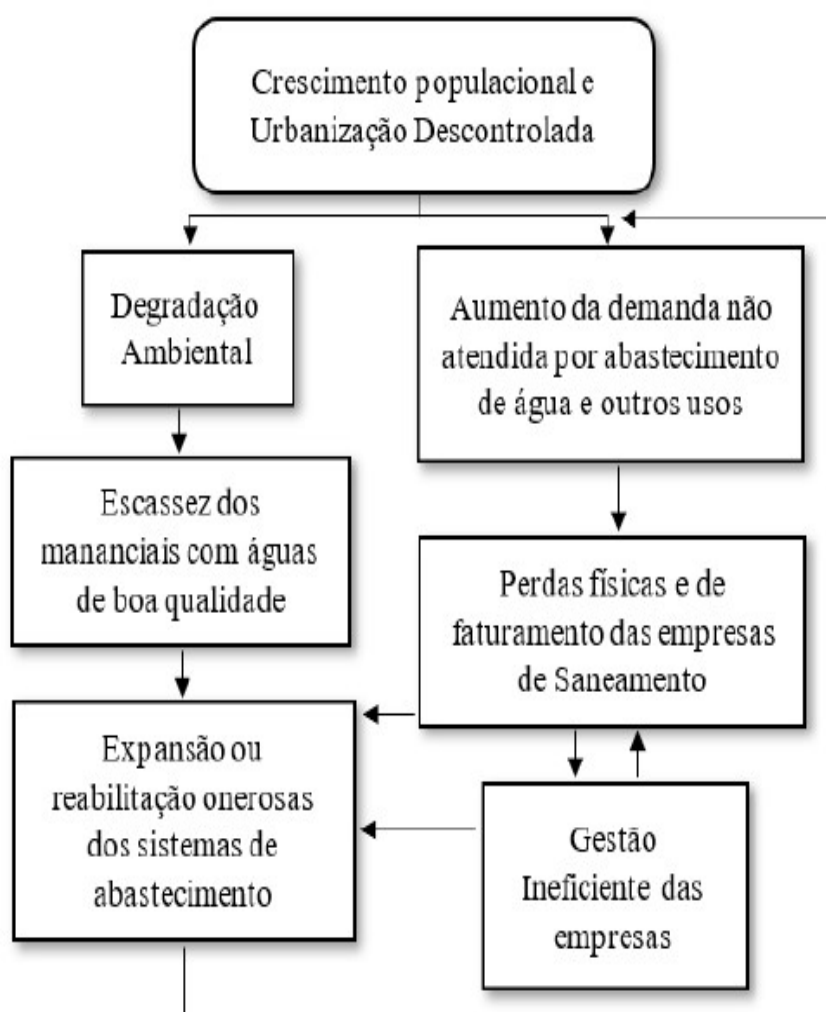 Crescimento populacional e
Urbanização Descontrolada
Degradação
Ambiental
Aumento da demanda não
atendida por abastecimento
de água e outros usos
Escassez dos
mananciais com águas
de boa qualidade
Perdas físicas e de
faturamento das empresas
de Saneamento
Expansão ou
reabilitação onerosas
dos sistemas de
abastecimento
Gestão
Ineficiente das
empresas